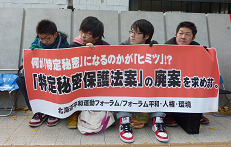 何が「特定秘密」になるのかが「ヒミツ」!?
「特定秘密保護法案」の廃案を求めます。
北海道平和運動フォーラム/フォーラム平和・人権・環境